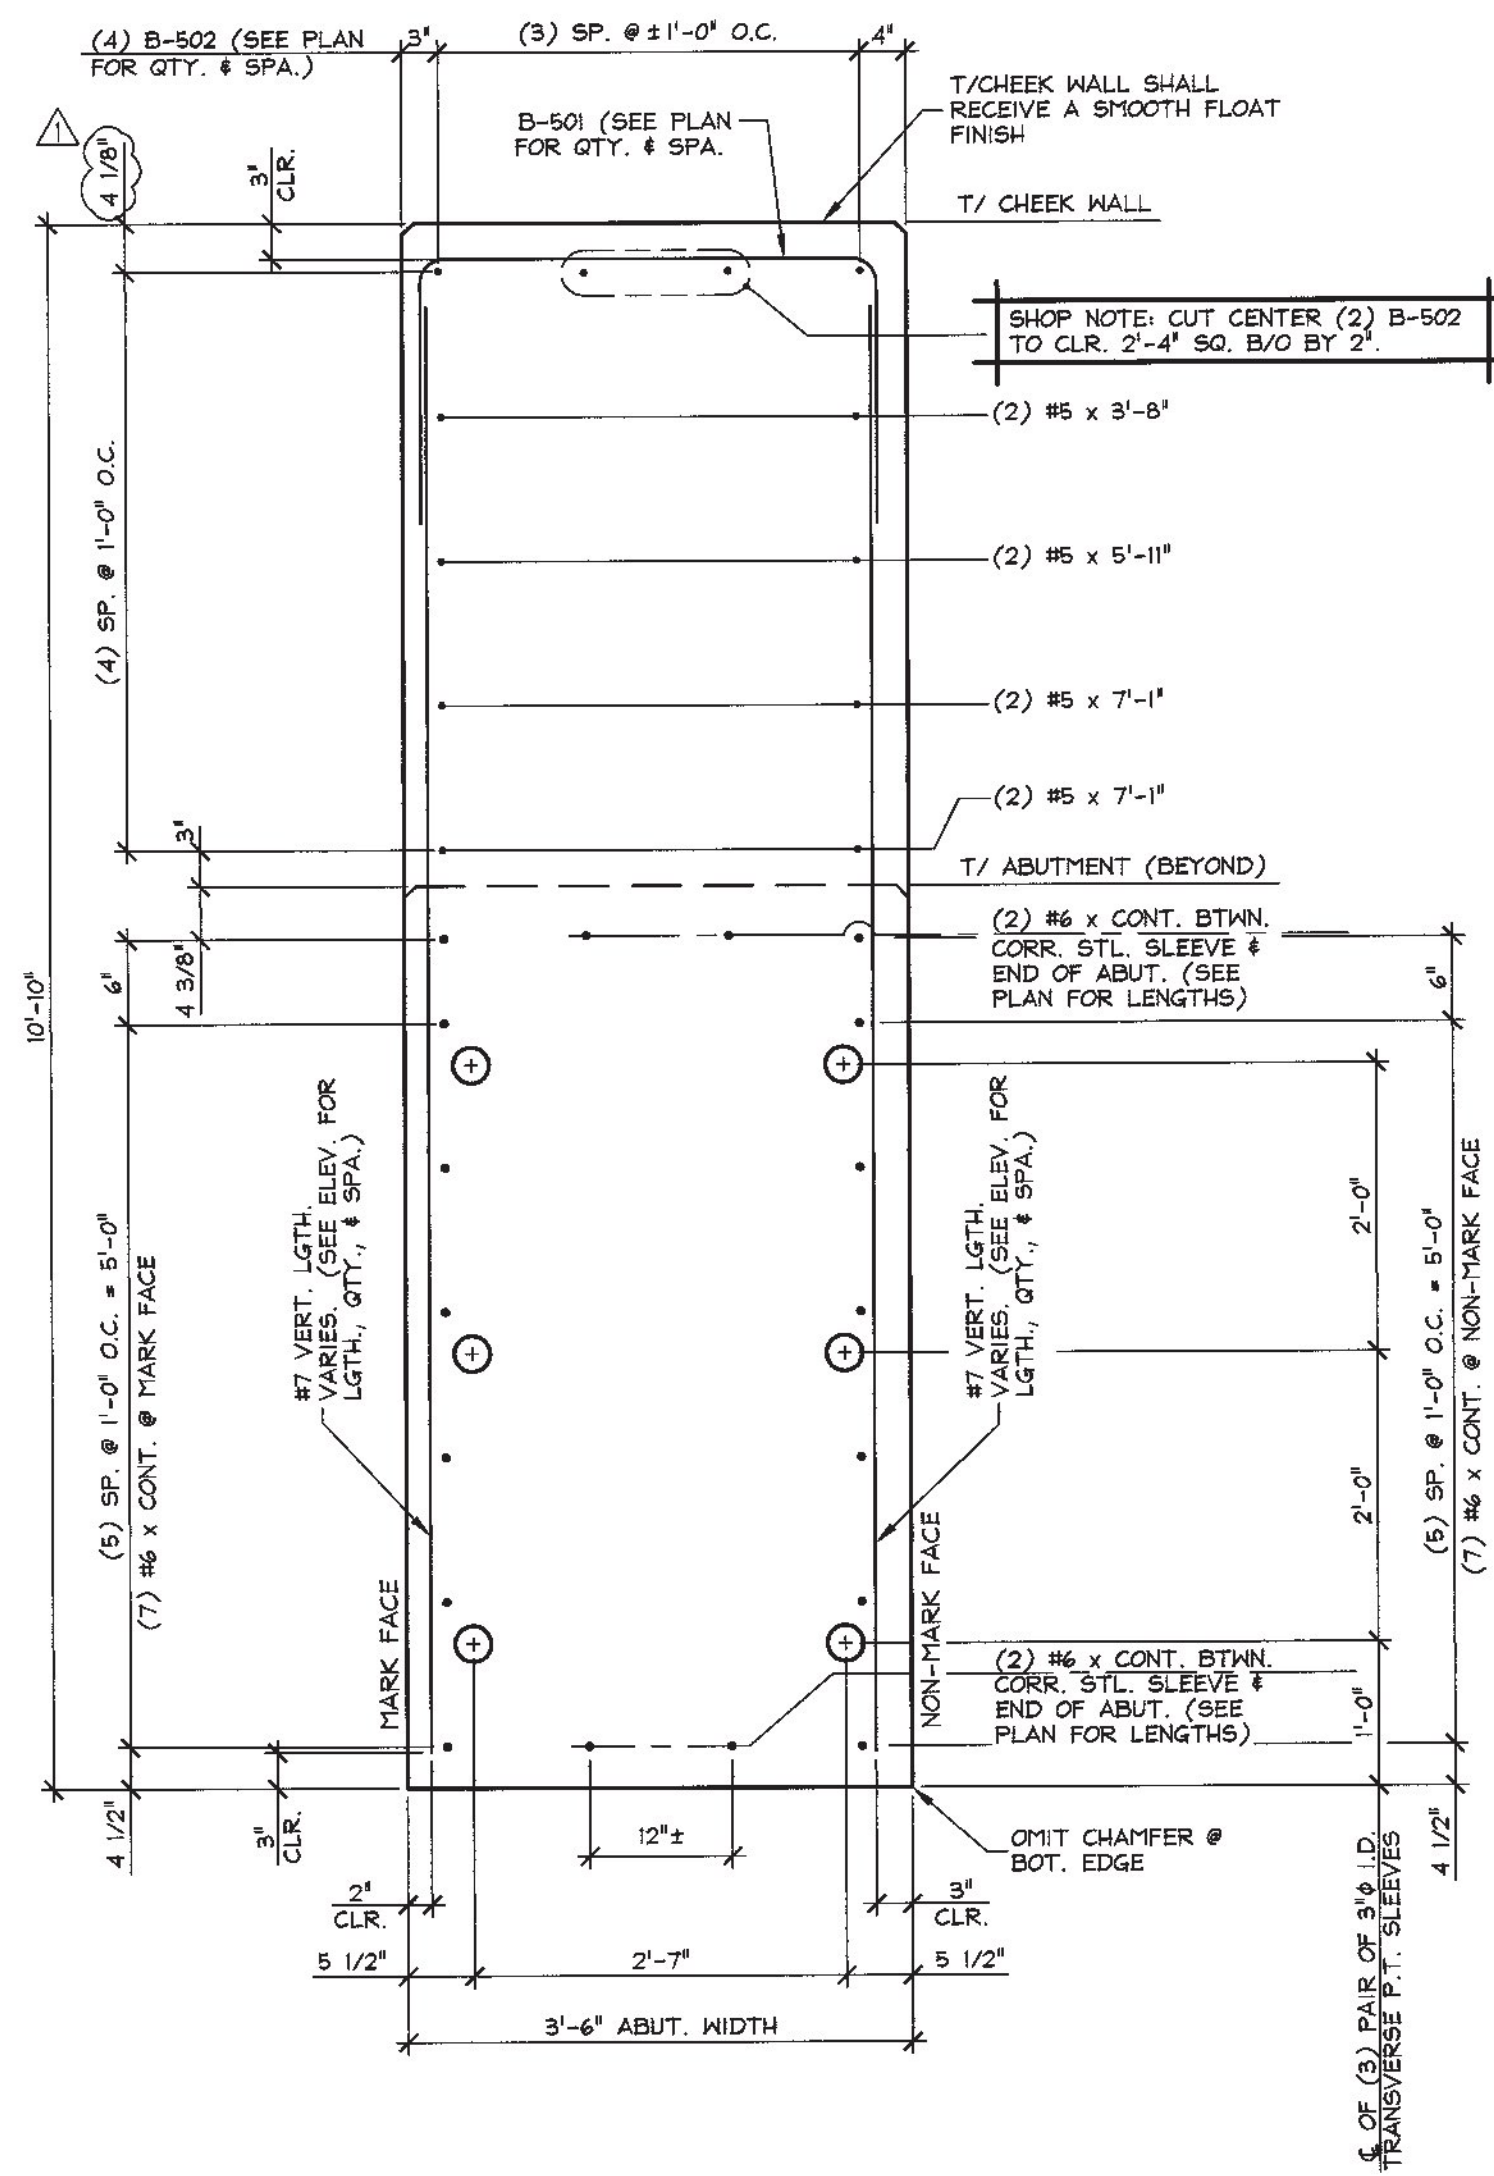 (4) B-502 (SEE PLAN
FOR QTY. & SPA.)
3"
(3) SP. @ ±1'-0" O.C.
4"
T/CHEEK WALL SHALL
RECEIVE A SMOOTH FLOAT
FINISH
B-501 (SEE PLAN
FOR QTY. & SPA.
1
4 1/8"
3"
CLR.
T/ CHEEK WALL
SHOP NOTE: CUT CENTER (2) B-502
TO CLR. 2'-4" SQ. B/O BY 2".
(2) #5 x 3'-8"
(4) SP. @ 1'-0" O.C.
(2) #5 x 5'-11"
(2) #5 x 7'-1"
(2) #5 x 7'-1"
3"
T/ ABUTMENT (BEYOND)
(2) #6 x CONT. BTWN.
CORR. STL. SLEEVE &
END OF ABUT. (SEE
PLAN FOR LENGTHS)
10'-10"
6"
4 3/8"
6"
#7 VERT. LGTH.
VARIES. (SEE ELEV. FOR
LGTH., QTY., & SPA.)
#7 VERT. LGTH.
VARIES. (SEE ELEV. FOR
LGTH., QTY., & SPA.)
2'-0"
(5) SP. @ 1'-0" O.C. = 5'-0"
(7) #6 x CONT. @ MARK FACE
2'-0"
(5) SP. @ 1'-0" O.C. = 5'-0"
(7) #6 x CONT. @ NON-MARK FACE
MARK FACE
NON-MARK FACE
(2) #6 x CONT. BTWN.
CORR. STL. SLEEVE &
END OF ABUT. (SEE
PLAN FOR LENGTHS)
1'-0"
4 1/2"
3"
CLR.
12"±
OMIT CHAMFER @
BOT. EDGE
4 1/2"
2"
CLR.
3"
CLR.
5 1/2"
2'-7"
5 1/2"
3'-6" ABUT. WIDTH
℄ OF (3) PAIR OF 3"φ I.D.
TRANSVERSE P.T. SLEEVES